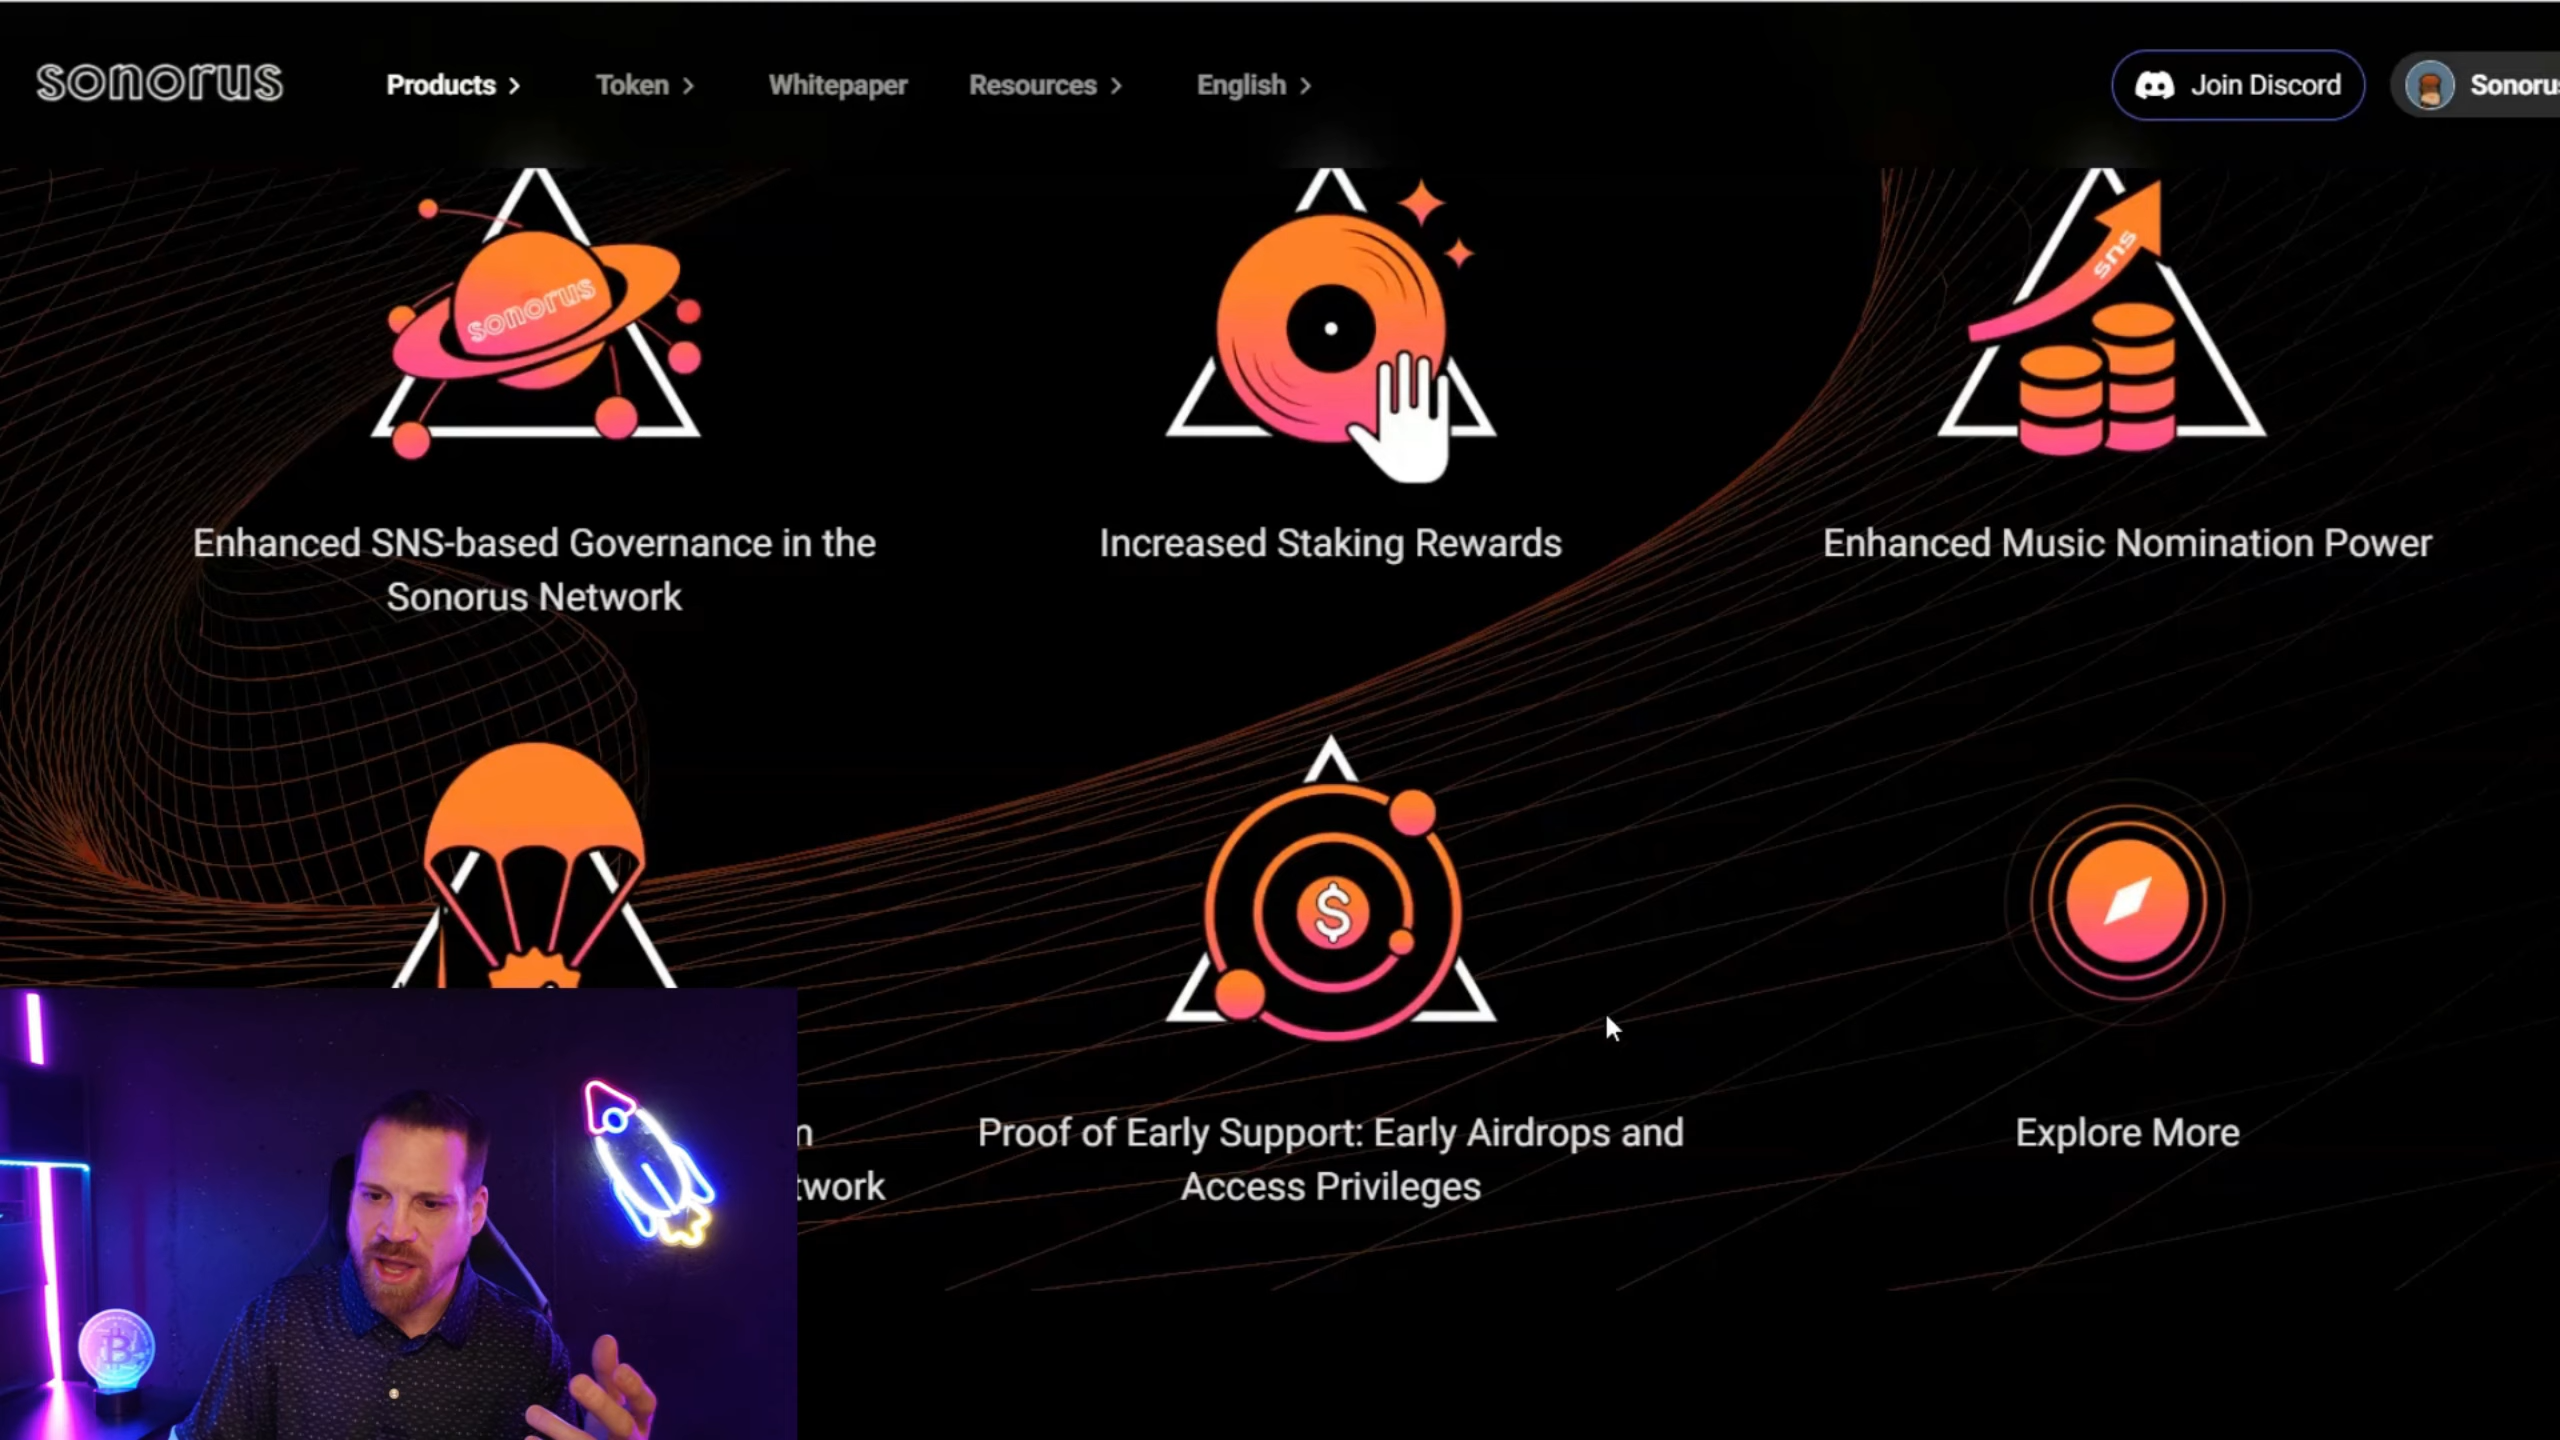 sonorus
Products
Token
Whitepaper
Resources
English
Join Discord
Sonorus
sonorus
sns
Enhanced SNS-based Governance in the
Sonorus Network
Increased Staking Rewards
Enhanced Music Nomination Power
$
Proof of Early Support: Early Airdrops and
Access Privileges
Explore More